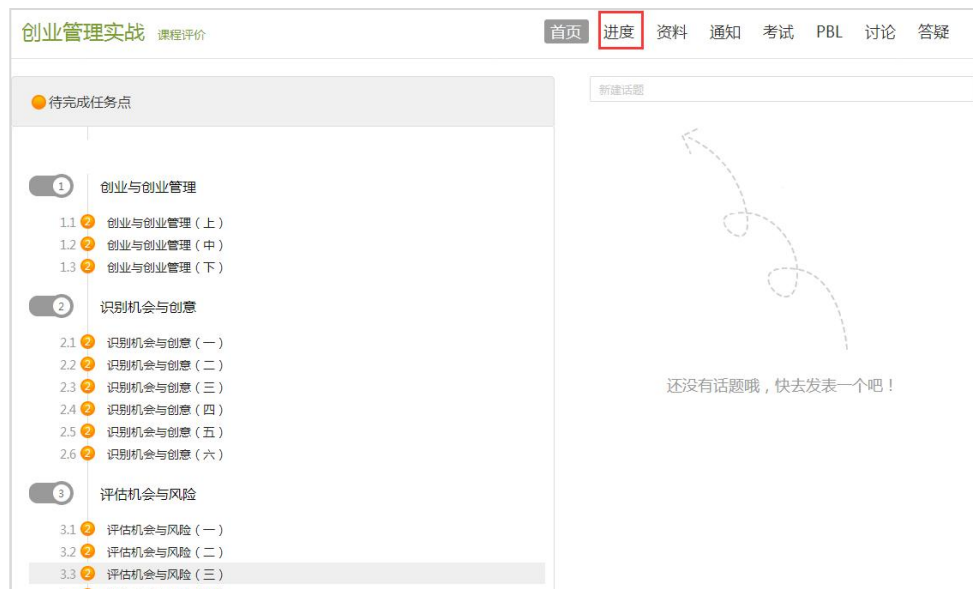 创业管理实战 课程评价 首页 进度 资料 通知 考试 PBL 讨论 答疑
待完成任务点
新建话题
1 创业与创业管理
1.1 2 创业与创业管理（上）
1.2 2 创业与创业管理（中）
1.3 2 创业与创业管理（下）
2 识别机会与创意
2.1 2 识别机会与创意（一）
2.2 2 识别机会与创意（二）
2.3 2 识别机会与创意（三）
2.4 2 识别机会与创意（四）
2.5 2 识别机会与创意（五）
2.6 2 识别机会与创意（六）
还没有话题哦，快去发表一个吧！
3 评估机会与风险
3.1 2 评估机会与风险（一）
3.2 2 评估机会与风险（二）
3.3 2 评估机会与风险（三）